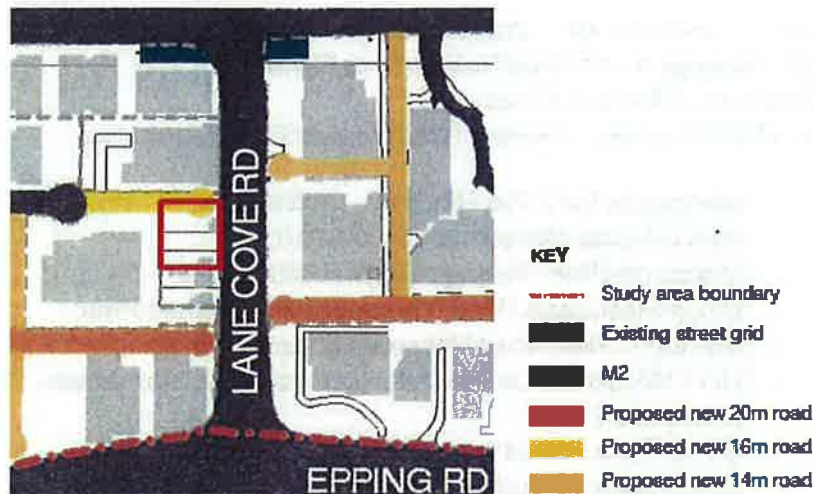 LANE COVE RD
EPPING RD
KEY
Study area boundary
Existing street grid
M2
Proposed new 20m road
Proposed new 16m road
Proposed new 14m road